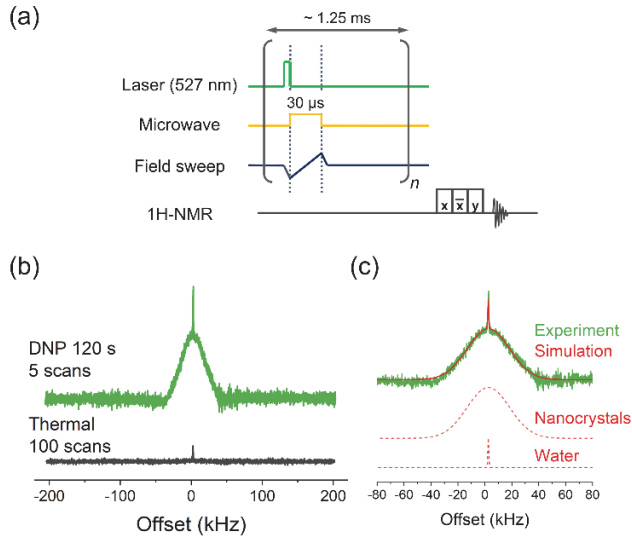 (a)
~ 1.25 ms
Laser (527 nm)
30 µs
Microwave
Field sweep
n
1H-NMR
x x̅ y
(b)
DNP 120 s
5 scans
Thermal
100 scans
-200 -100 0 100 200
Offset (kHz)
(c)
Experiment
Simulation
Nanocrystals
Water
-80 -60 -40 -20 0 20 40 60 80
Offset (kHz)